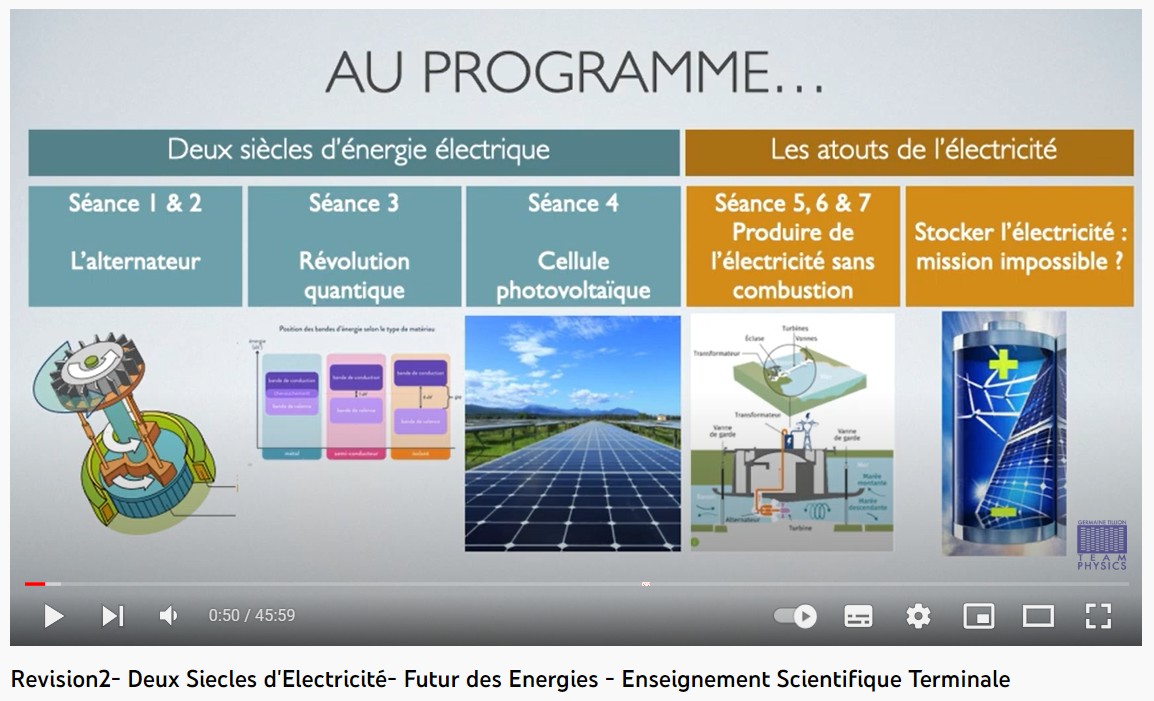 AU PROGRAMME...
Deux siècles d'énergie électrique
Les atouts de l'électricité
Séance 1 & 2
L'alternateur
Séance 3
Révolution
quantique
Séance 4
Cellule
photovoltaïque
Séance 5, 6 & 7
Produire de
l'électricité sans
combustion
Stocker l'électricité :
mission impossible ?
Position des bandes d'énergie selon le type de matériau
énergie
bande de conduction
bande de valence
bande de conduction
bande de valence
bande de conduction
bande de valence
métal
semi-conducteur
isolant
Turbines
Écluse
Vannes
Transformateur
Transformateur
Vanne
de garde
Vanne
de garde
Mer
Marée
montante
Marée
descendante
Alternateur
Turbine
GERMAINE TILLION
TEAM
PHYSICS
0:50 / 45:59
Revision2- Deux Siecles d'Electricité- Futur des Energies - Enseignement Scientifique Terminale